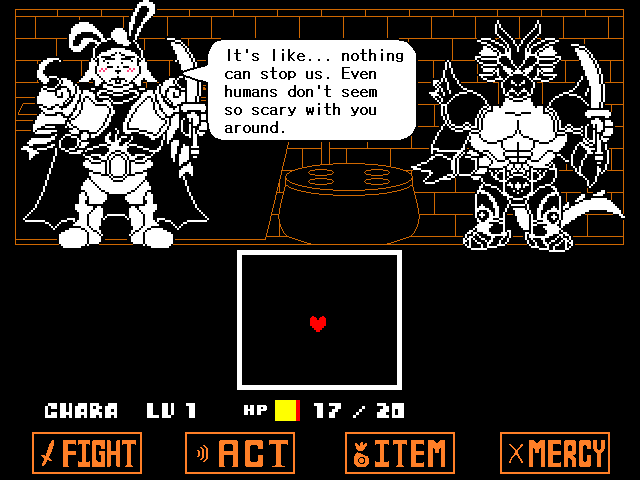 It's like... nothing
can stop us. Even
humans don't seem
so scary with you
around.
CHARA LV 1 HP 17 / 20
FIGHT ACT ITEM MERCY